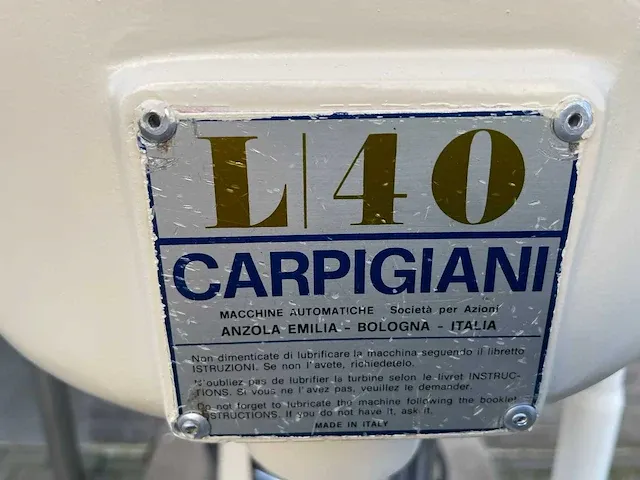 L|40
CARPIGIANI
MACCHINE AUTOMATICHE Società per Azioni
ANZOLA EMILIA - BOLOGNA - ITALIA
Non dimenticate di lubrificare la macchina seguendo il libretto
ISTRUZIONI. Se non l'avete, richiedetelo.
N'oubliez pas de lubrifier la turbine selon le livret INSTRUC-
TIONS. Si vous ne l'avez pas, veuillez le demander.
Do not forget to lubricate the machine following the booklet
INSTRUCTIONS. If you do not have it, ask it.
MADE IN ITALY